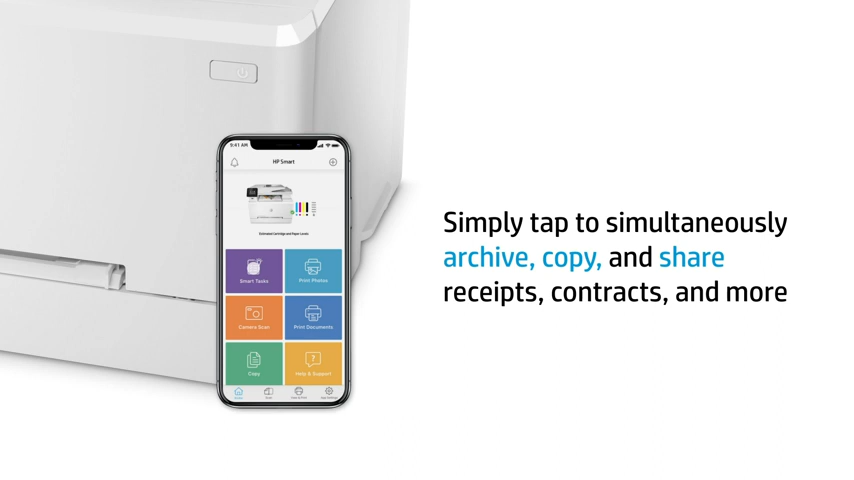 9:41 AM
HP Smart
Estimated Cartridge and Paper Levels
Smart Tasks
Print Photos
Camera Scan
Print Documents
Copy
Help & Support
Simply tap to simultaneously
archive, copy, and share
receipts, contracts, and more